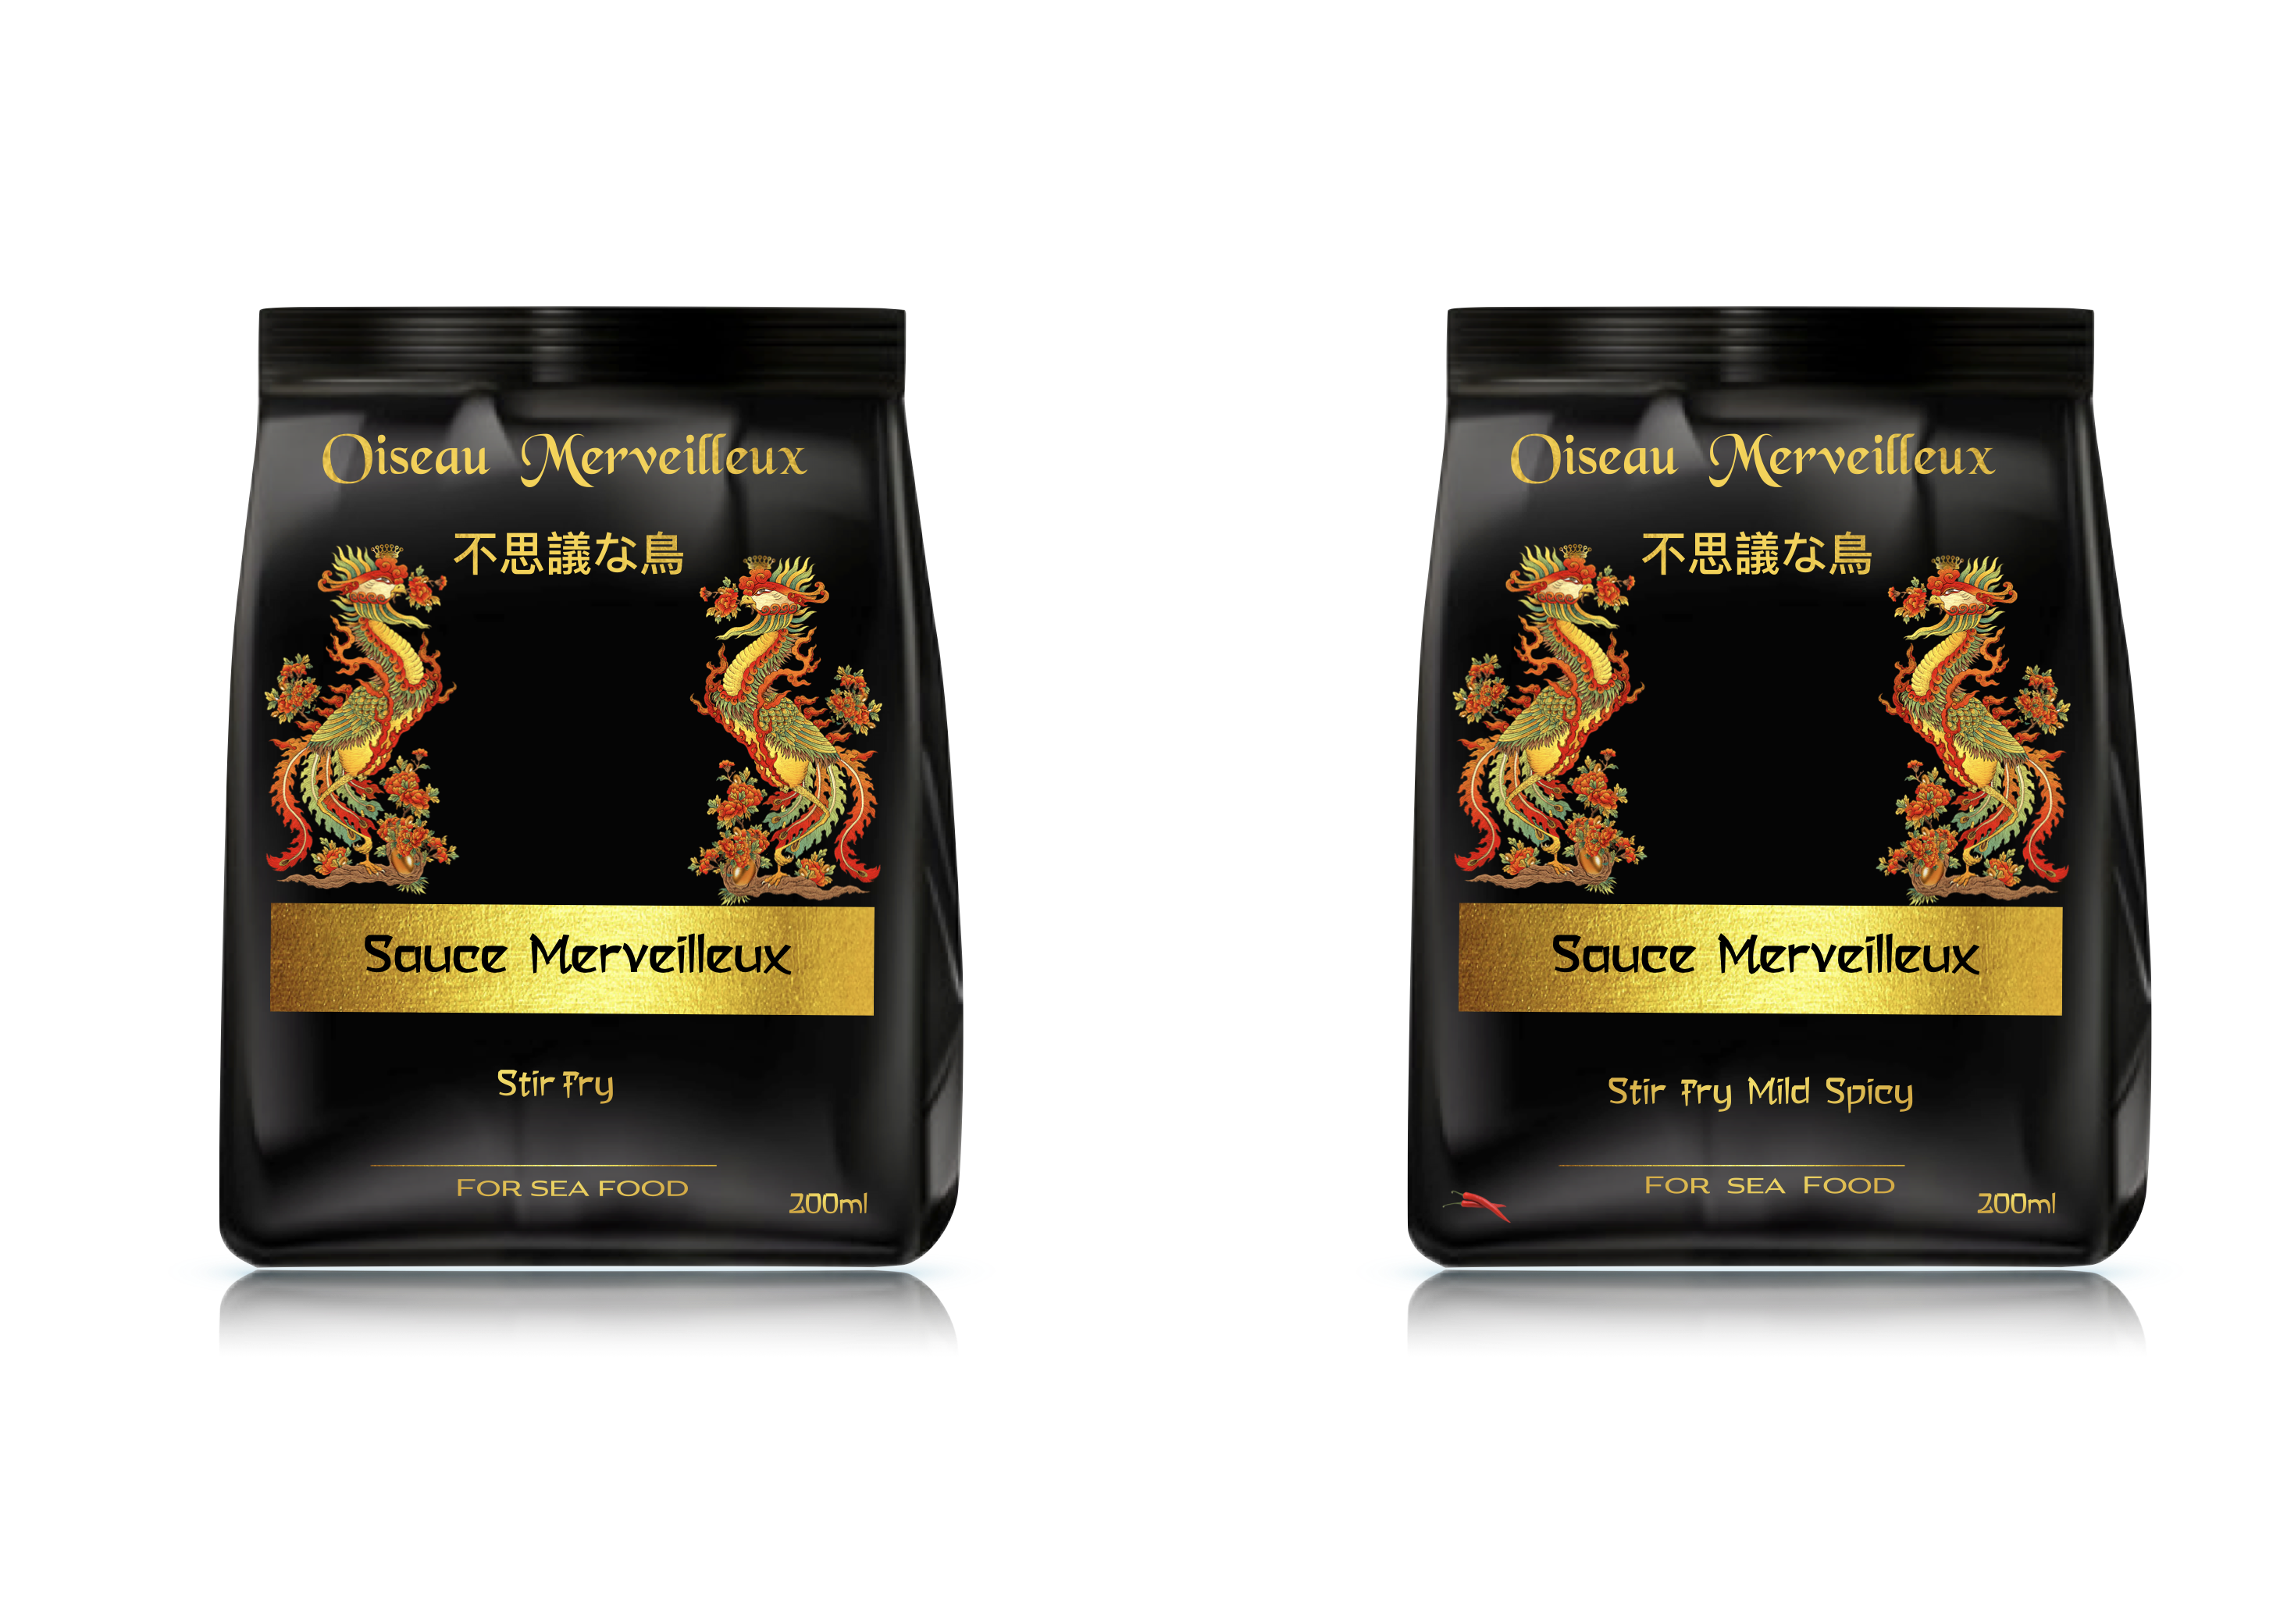 Oiseau Merveilleux
不思議な鳥
Sauce Merveilleux
Stir Fry
FOR SEA FOOD
200ml
Oiseau Merveilleux
不思議な鳥
Sauce Merveilleux
Stir Fry Mild Spicy
FOR SEA FOOD
200ml